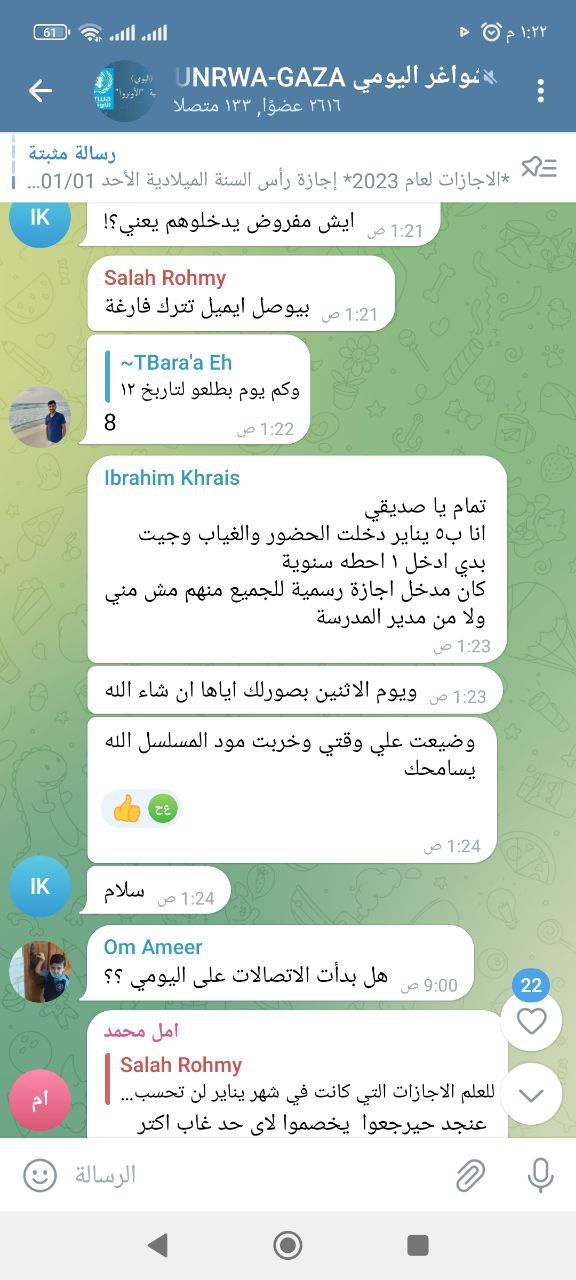 61
١:٢٢ م
شواغر اليومي UNRWA-GAZA
٢٦١٦ عضوًا, ١٣٣ متصلا
رسالة مثبتة
*الاجازات لعام 2023* إجازة رأس السنة الميلادية الأحد 01/01...
IK
ايش مفروض يدخلوهم يعني؟!
1:21 ص
Salah Rohmy
بيوصل ايميل تترك فارغة
1:21 ص
~TBara'a Eh
وكم يوم بطلعو لتاريخ ١٢
8
1:22 ص
Ibrahim Khrais
تمام يا صديقي
انا ب٥ يناير دخلت الحضور والغياب وجيت
بدي ادخل ١ احطه سنوية
كان مدخل اجازة رسمية للجميع منهم مش مني
ولا من مدير المدرسة
1:23 ص
ويوم الاثنين بصورلك اياها ان شاء الله
1:23 ص
وضيعت علي وقتي وخربت مود المسلسل الله
يسامحك
عح
1:24 ص
IK
سلام
1:24 ص
Om Ameer
هل بدأت الاتصالات على اليومي ؟؟
9:00 ص
22
امل محمد
Salah Rohmy
للعلم الاجازات التي كانت في شهر يناير لن تحسب...
عنجد حيرجعوا يخصموا لاي حد غاب اكتر
ام
الرسالة